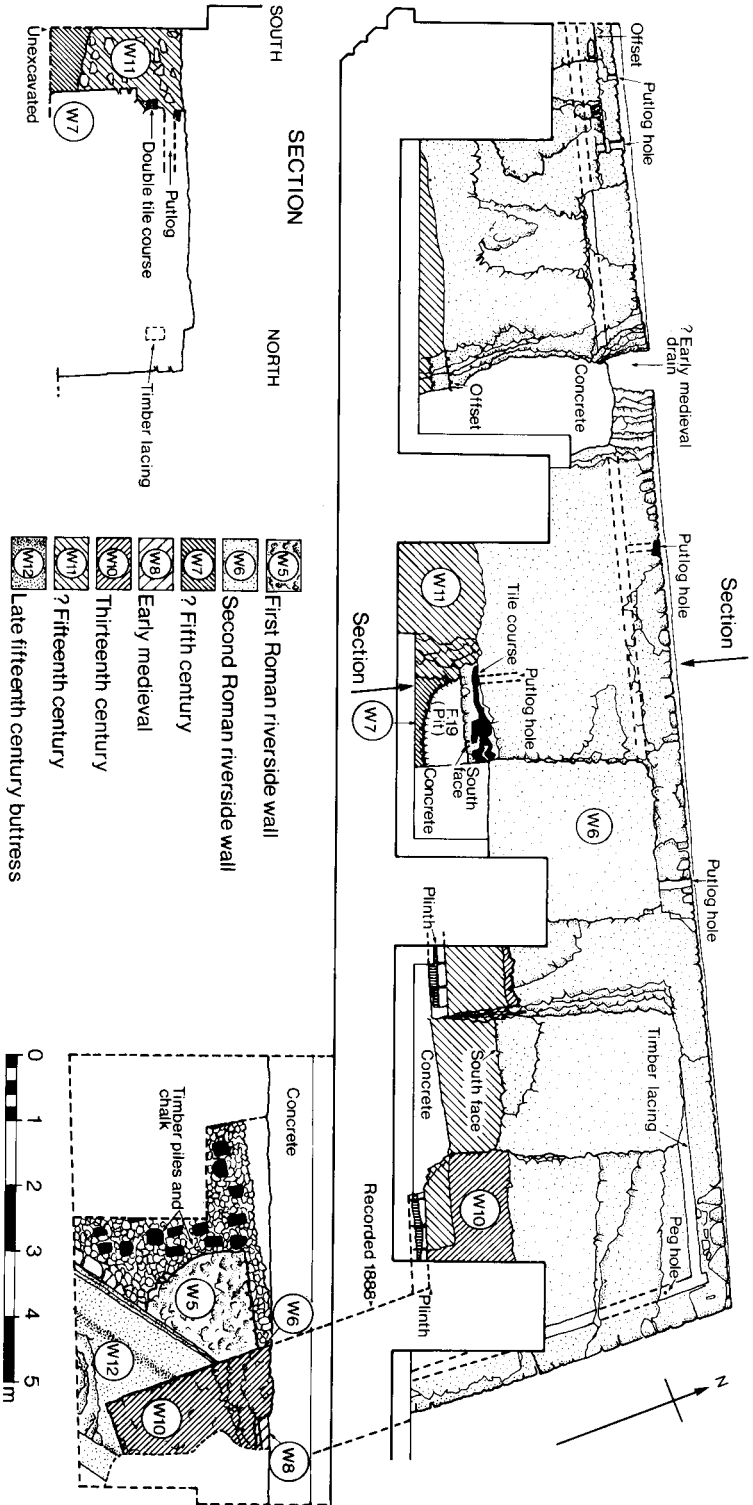 Offset
Putlog hole
? Early medieval
drain
Concrete
Offset
Putlog hole
Section
W11
Tile course
Putlog hole
F19
(Pit)
South
face
Concrete
Section
W7
W6
Putlog hole
Plinth
Timber lacing
South face
Concrete
W10
Peg hole
Recorded 1888
Plinth
N
SOUTH
SECTION
NORTH
W11
W7
Putlog
Double tile course
Unexcavated
Timber lacing
W5 First Roman riverside wall
W6 Second Roman riverside wall
W7 ? Fifth century
W8 Early medieval
W10 Thirteenth century
W11 ? Fifteenth century
W12 Late fifteenth century buttress
Concrete
Timber piles and
chalk
W5
W6
W12
W10
W8
0 1 2 3 4 5
m